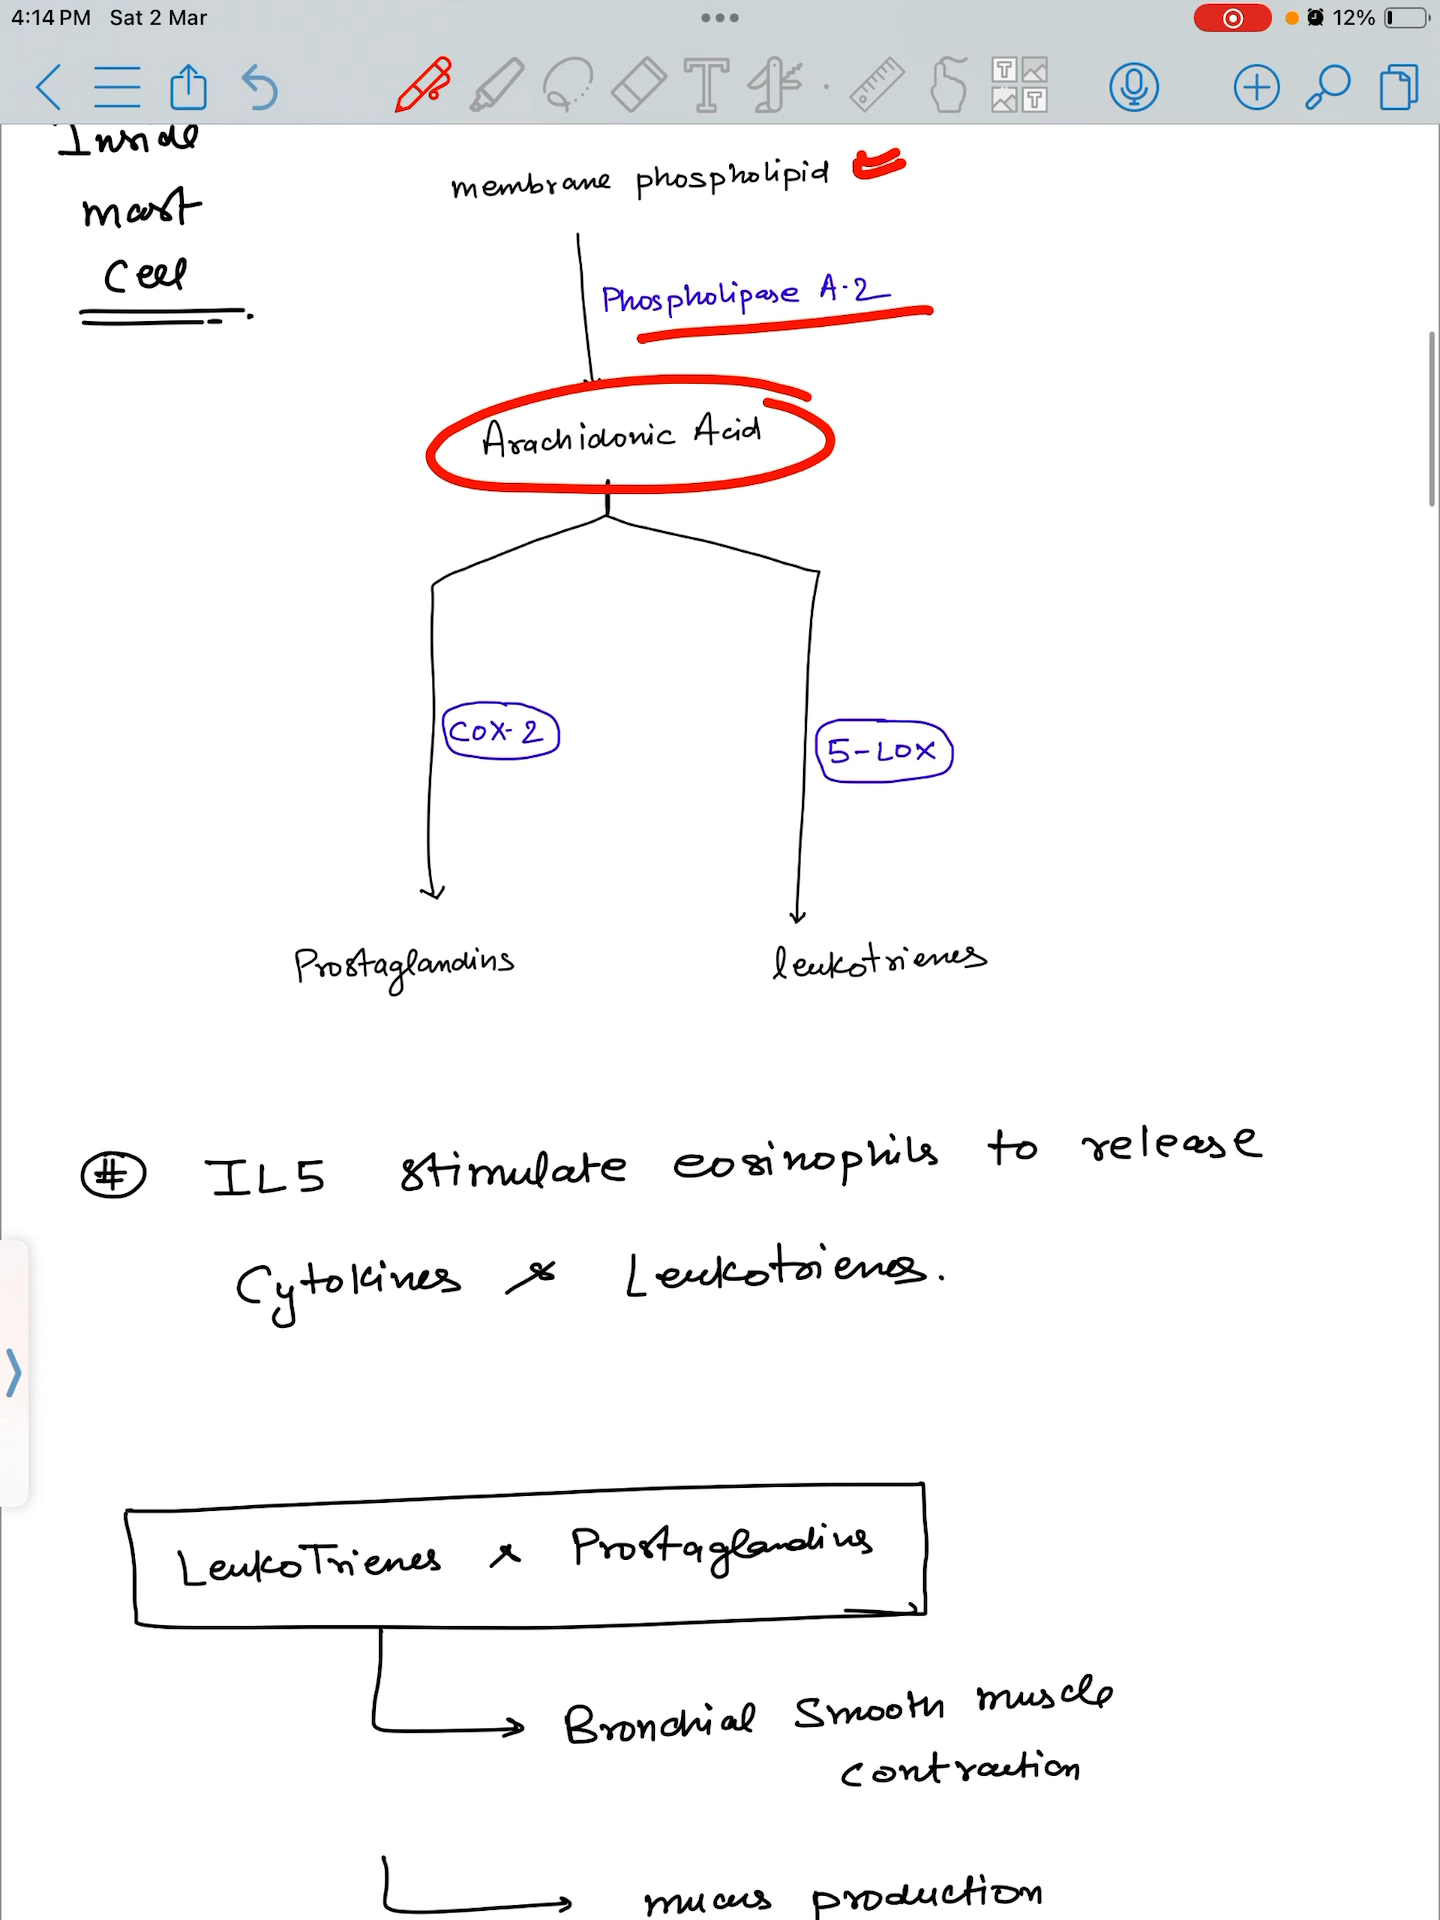 4:14 PM Sat 2 Mar
12%
Inside
mast
Cell
membrane phospholipid
Phospholipase A-2
Arachidonic Acid
COX-2
5-LOX
Prostaglandins
leukotrienes
# IL5 stimulate eosinophils to release
Cytokines & Leukotrienes.
LeukoTrienes & Prostaglandins
Bronchial Smooth muscle
contraction
mucus production